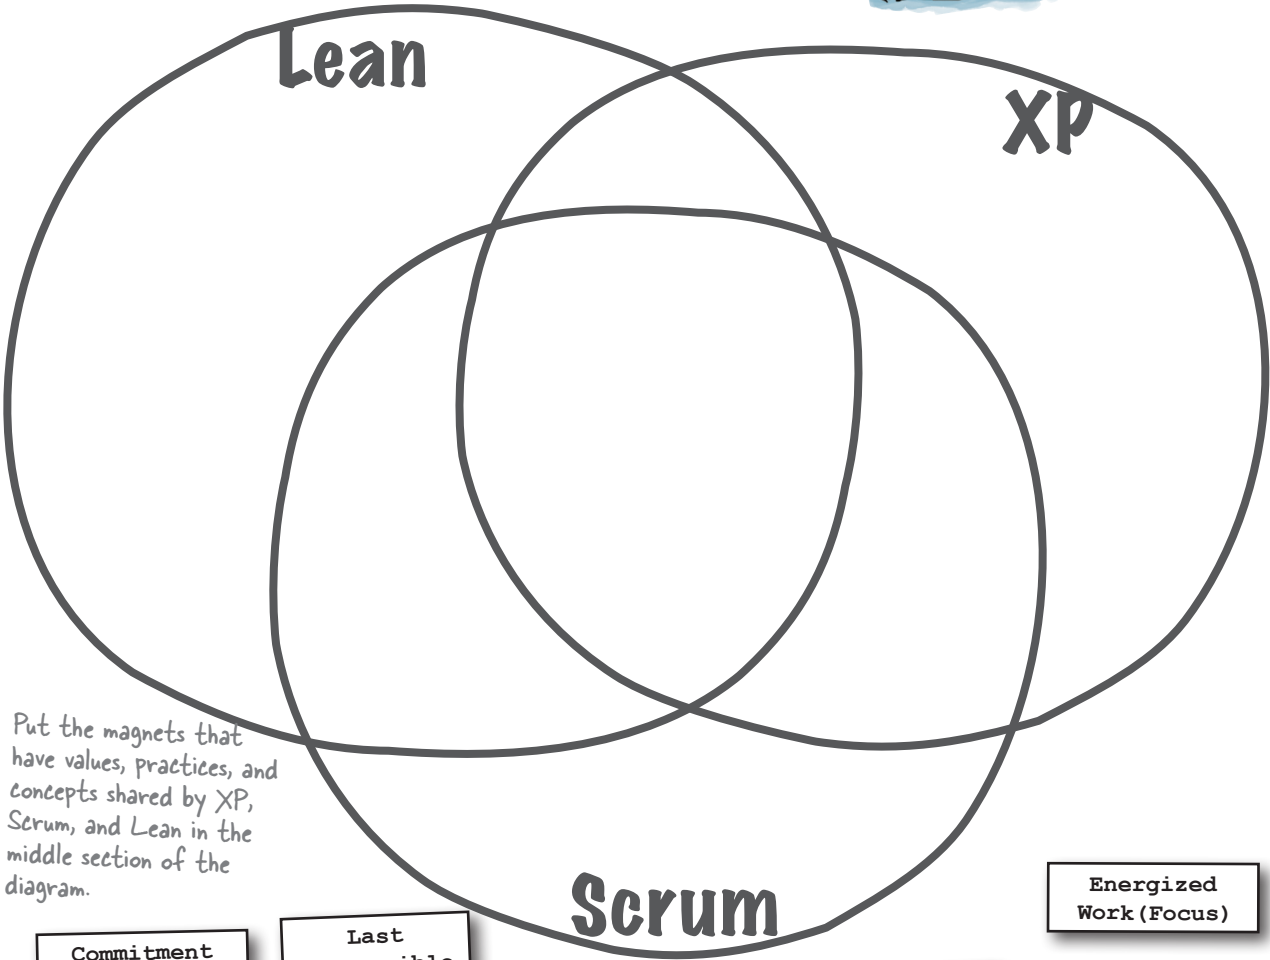 Lean
XP
Put the magnets that
have values, practices, and
concepts shared by XP,
Scrum, and Lean in the
middle section of the
diagram.
Scrum
Energized
Work(Focus)
Commitment
Last